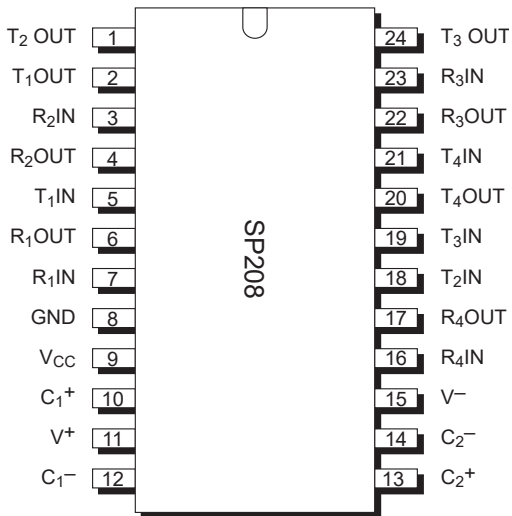 T₂ OUT 1 24 T₃ OUT
T₁OUT 2 23 R₃IN
R₂IN 3 22 R₃OUT
R₂OUT 4 21 T₄IN
T₁IN 5 20 T₄OUT
R₁OUT 6 19 T₃IN
R₁IN 7 18 T₂IN
GND 8 17 R₄OUT
V_CC 9 16 R₄IN
C₁⁺ 10 15 V⁻
V⁺ 11 14 C₂⁻
C₁⁻ 12 13 C₂⁺
SP208